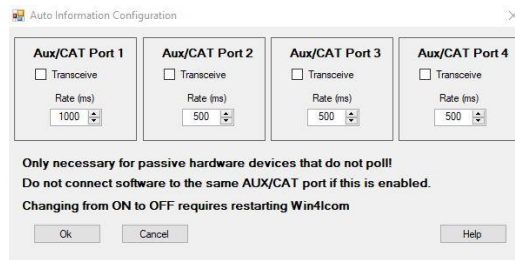 Auto Information Configuration
Aux/CAT Port 1
Transceive
Rate (ms)
1000
Aux/CAT Port 2
Transceive
Rate (ms)
500
Aux/CAT Port 3
Transceive
Rate (ms)
500
Aux/CAT Port 4
Transceive
Rate (ms)
500
Only necessary for passive hardware devices that do not poll!
Do not connect software to the same AUX/CAT port if this is enabled.
Changing from ON to OFF requires restarting Win4Icom
Ok
Cancel
Help